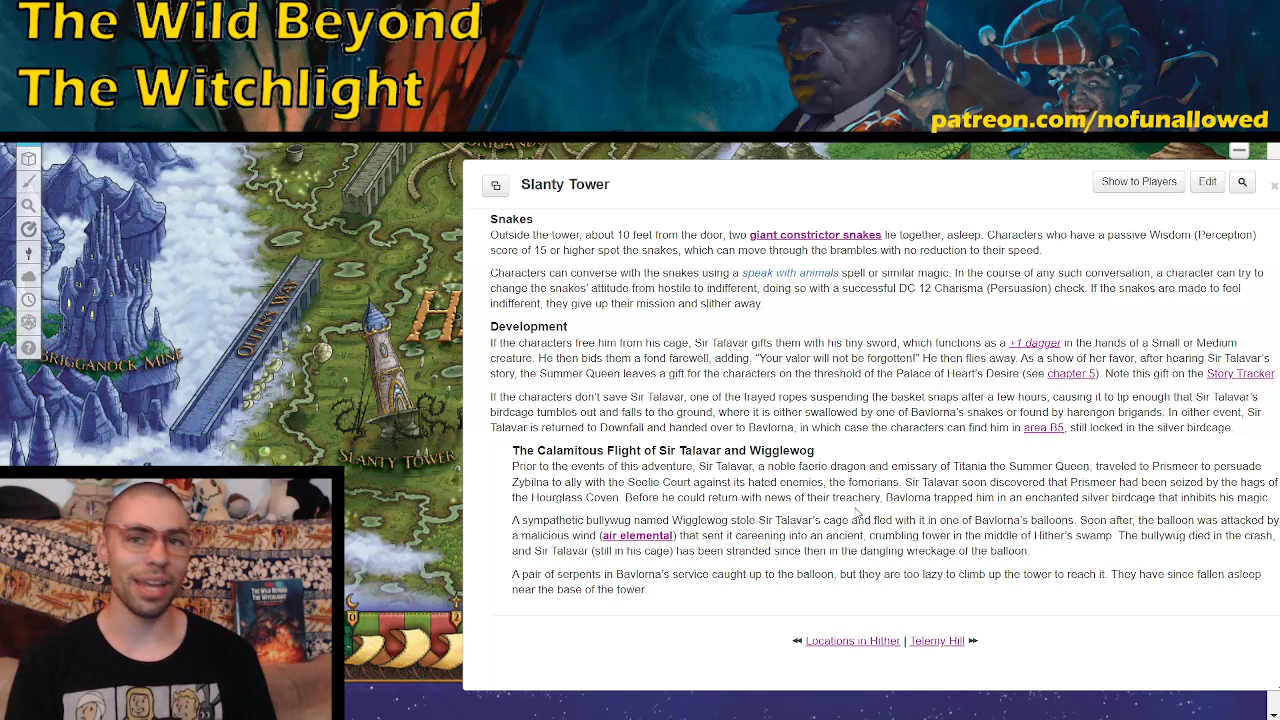 The Wild Beyond
The Witchlight
patreon.com/nofunallowed
BRIGGANOCK MINE
QUEEN'S WAY
SLANTY TOWER
Slanty Tower
Show to Players
Edit
Snakes
Outside the tower, about 10 feet from the door, two giant constrictor snakes lie together, asleep. Characters who have a passive Wisdom (Perception)
score of 15 or higher spot the snakes, which can move through the brambles with no reduction to their speed.
Characters can converse with the snakes using a speak with animals spell or similar magic. In the course of any such conversation, a character can try to
change the snakes' attitude from hostile to indifferent, doing so with a successful DC 12 Charisma (Persuasion) check. If the snakes are made to feel
indifferent, they give up their mission and slither away.
Development
If the characters free him from his cage, Sir Talavar gifts them with his tiny sword, which functions as a +1 dagger in the hands of a Small or Medium
creature. He then bids them a fond farewell, adding, "Your valor will not be forgotten!" He then flies away. As a show of her favor, after hearing Sir Talavar's
story, the Summer Queen leaves a gift for the characters on the threshold of the Palace of Heart's Desire (see chapter 5). Note this gift on the Story Tracker.
If the characters don't save Sir Talavar, one of the frayed ropes suspending the basket snaps after a few hours, causing it to tip enough that Sir Talavar's
birdcage tumbles out and falls to the ground, where it is either swallowed by one of Bavlorna's snakes or found by harengon brigands. In either event, Sir
Talavar is returned to Downfall and handed over to Bavlorna, in which case the characters can find him in area B5, still locked in the silver birdcage.
The Calamitous Flight of Sir Talavar and Wigglewog
Prior to the events of this adventure, Sir Talavar, a noble faerie dragon and emissary of Titania the Summer Queen, traveled to Prismeer to persuade
Zybilna to ally with the Seelie Court against its hated enemies, the fomorians. Sir Talavar soon discovered that Prismeer had been seized by the hags of
the Hourglass Coven. Before he could return with news of their treachery, Bavlorna trapped him in an enchanted silver birdcage that inhibits his magic.
A sympathetic bullywug named Wigglewog stole Sir Talavar's cage and fled with it in one of Bavlorna's balloons. Soon after, the balloon was attacked by
a malicious wind (air elemental) that sent it careening into an ancient, crumbling tower in the middle of Hither's swamp. The bullywug died in the crash,
and Sir Talavar (still in his cage) has been stranded since then in the dangling wreckage of the balloon.
A pair of serpents in Bavlorna's service caught up to the balloon, but they are too lazy to climb up the tower to reach it. They have since fallen asleep
near the base of the tower.
Locations in Hither | Telemy Hill